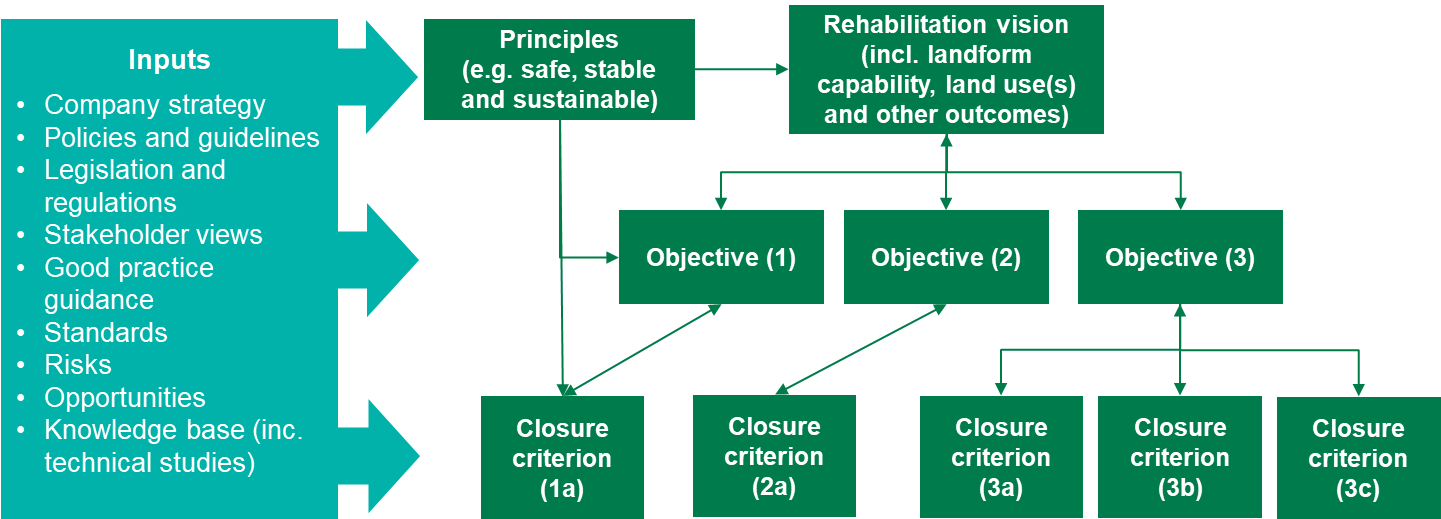 Inputs
• Company strategy
• Policies and guidelines
• Legislation and
regulations
• Stakeholder views
• Good practice
guidance
• Standards
• Risks
• Opportunities
• Knowledge base (inc.
technical studies)
Principles
(e.g. safe, stable
and sustainable)
Rehabilitation vision
(incl. landform
capability, land use(s)
and other outcomes)
Objective (1)
Objective (2)
Objective (3)
Closure
criterion
(1a)
Closure
criterion
(2a)
Closure
criterion
(3a)
Closure
criterion
(3b)
Closure
criterion
(3c)